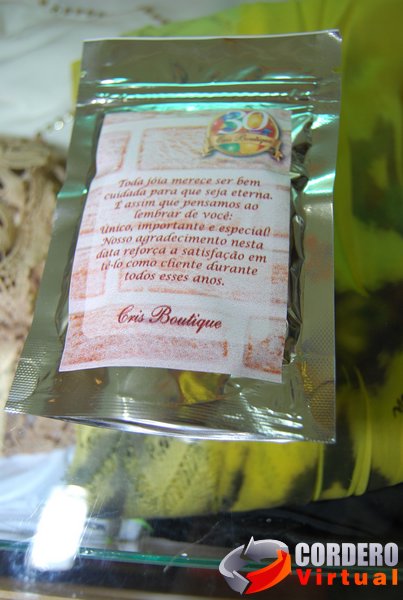 30
Cris Boutique
Toda jóia merece ser bem
cuidada para que seja eterna.
É assim que pensamos ao
lembrar de você:
Único, importante e especial!
Nosso agradecimento nesta
data reforça a satisfação em
tê-lo como cliente durante
todos esses anos.
Cris Boutique
CORDERO
Virtual